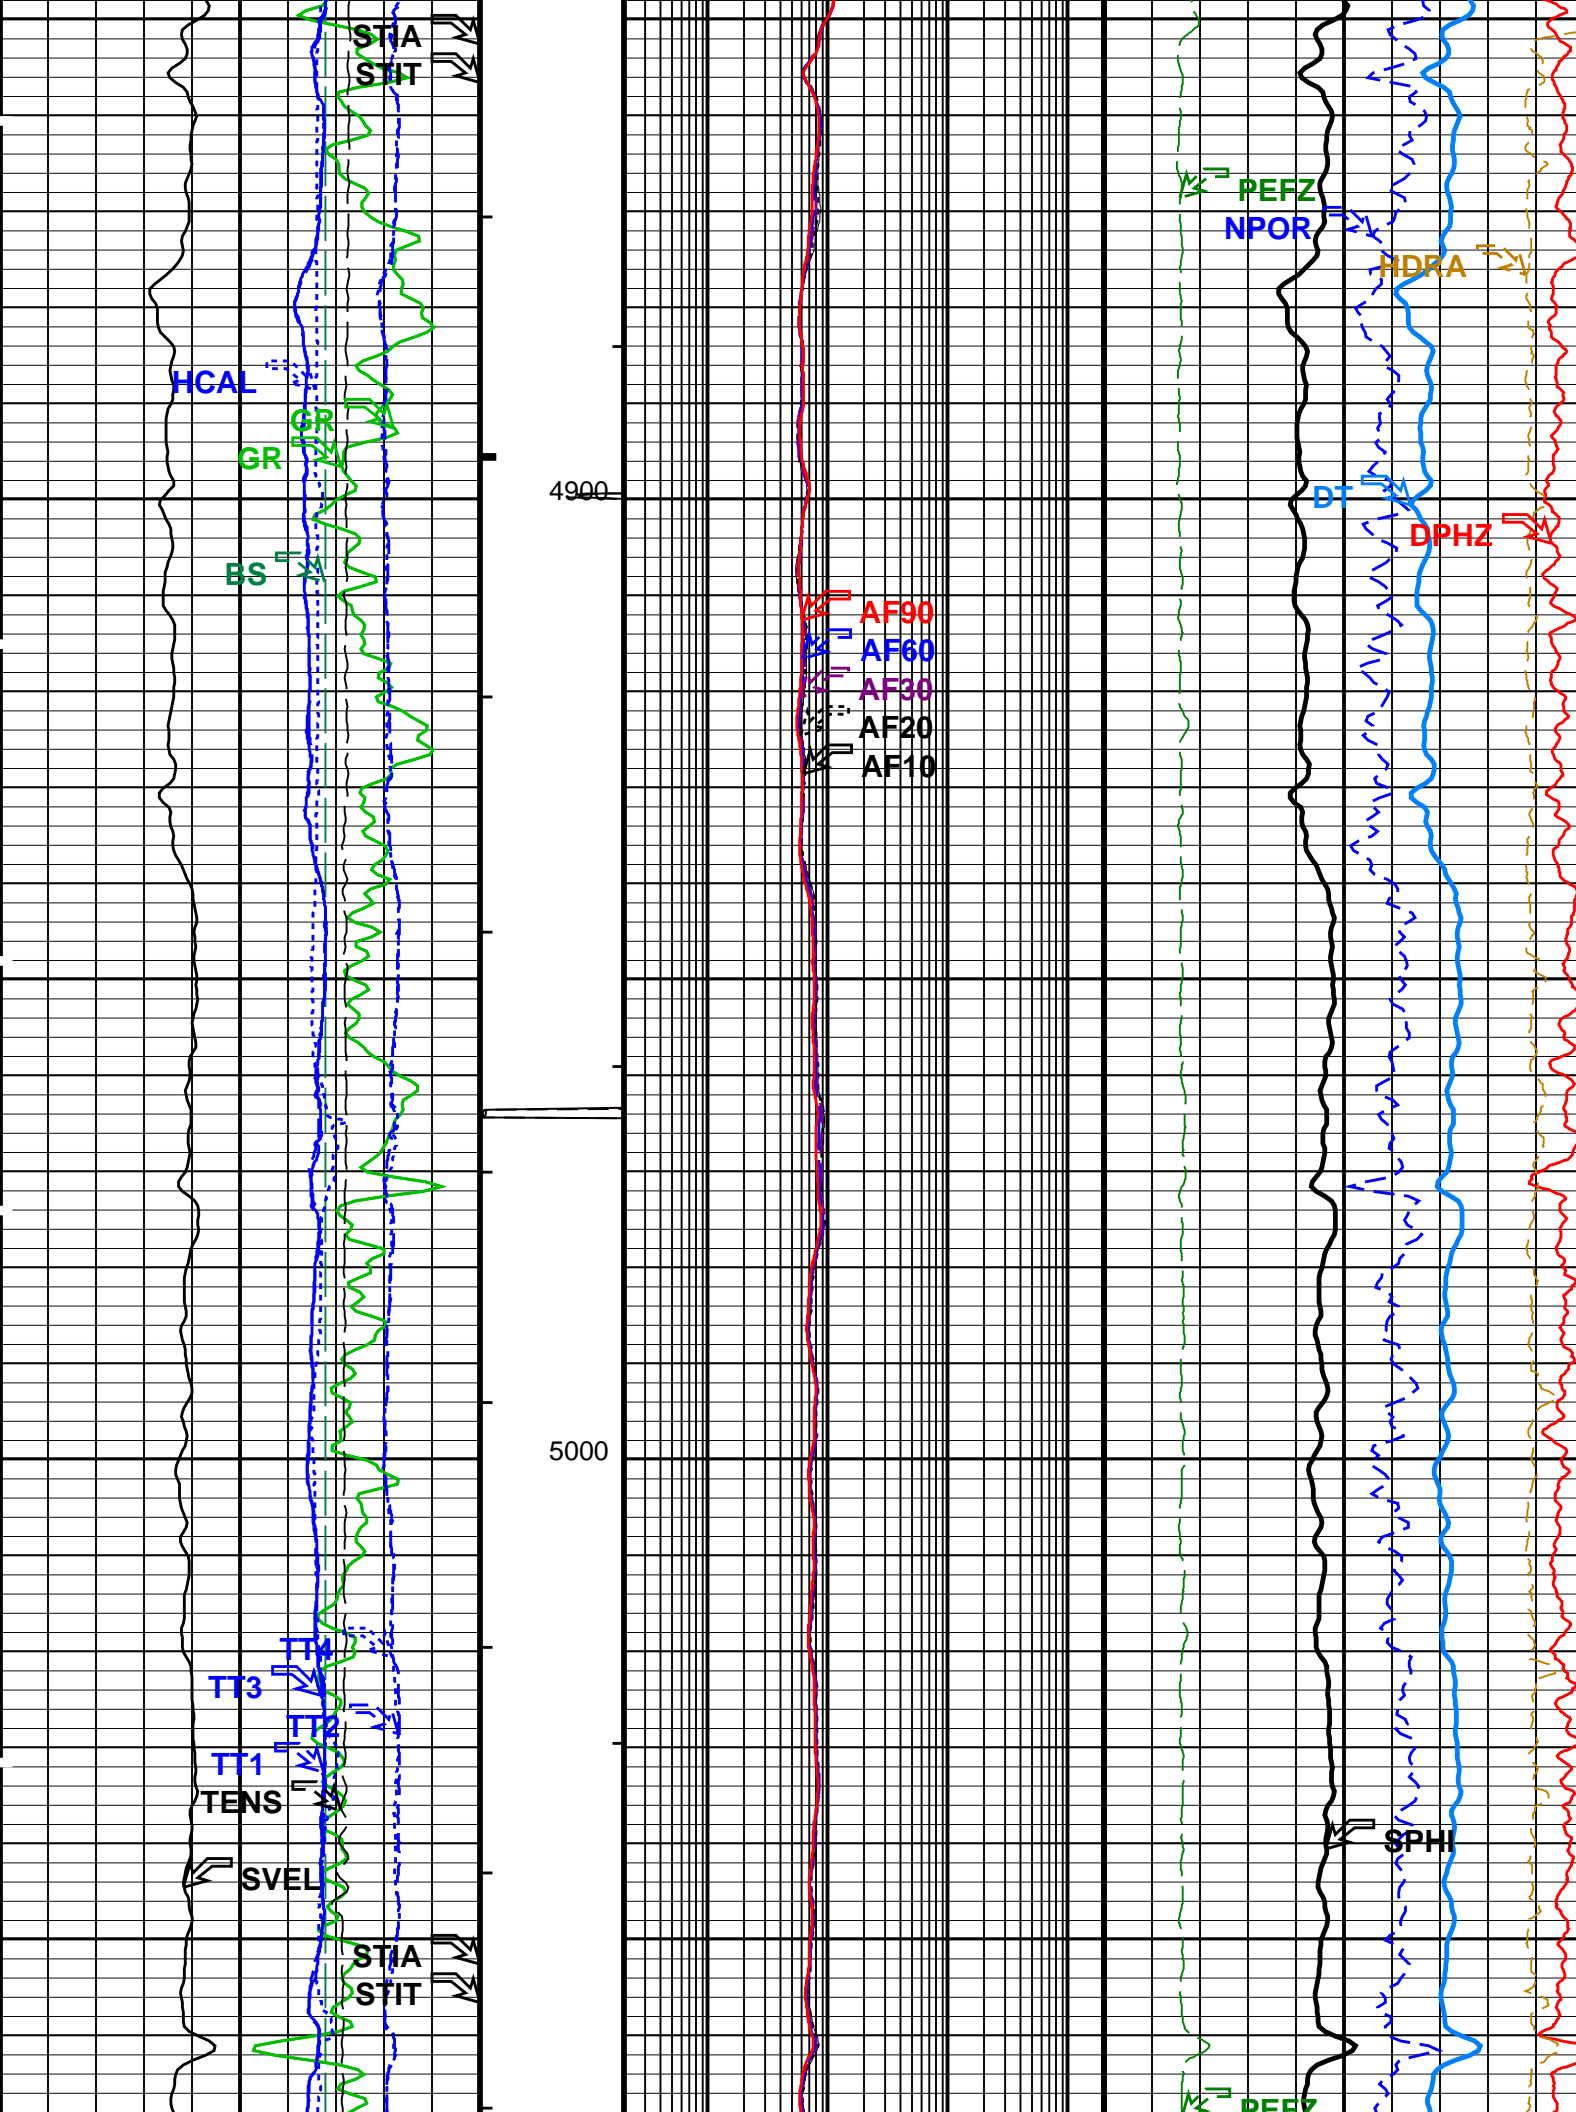 STIA
STIT
PEFZ
NPOR
HDRA
HCAL
GR
GR
4900
DT
DPHZ
BS
AF90
AF60
AF30
AF20
AF10
5000
TT4
TT3
TT2
TT1
TENS
SPHI
SVEL
STIA
STIT
PEFZ